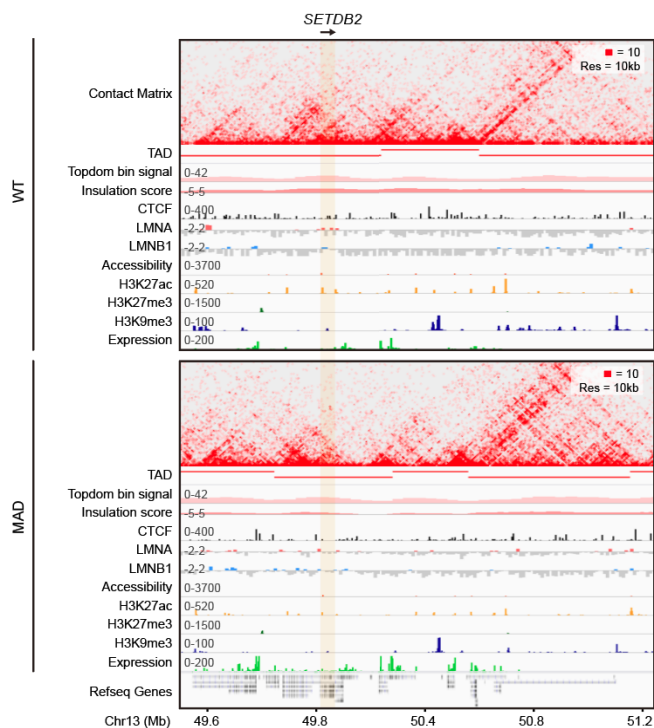 SETDB2
WT
= 10
Res = 10kb
Contact Matrix
TAD
Topdom bin signal 0-42
Insulation score -5-5
CTCF 0-400
LMNA -2,2
LMNB1 -2,2
Accessibility 0-3700
H3K27ac 0-520
H3K27me3 0-1500
H3K9me3 0-100
Expression 0-200
MAD
= 10
Res = 10kb
TAD
Topdom bin signal 0-42
Insulation score -5-5
CTCF 0-400
LMNA -2,2
LMNB1 -2,2
Accessibility 0-3700
H3K27ac 0-520
H3K27me3 0-1500
H3K9me3 0-100
Expression 0-200
Refseq Genes
Chr13 (Mb) 49.6 49.8 50.4 50.8 51.2